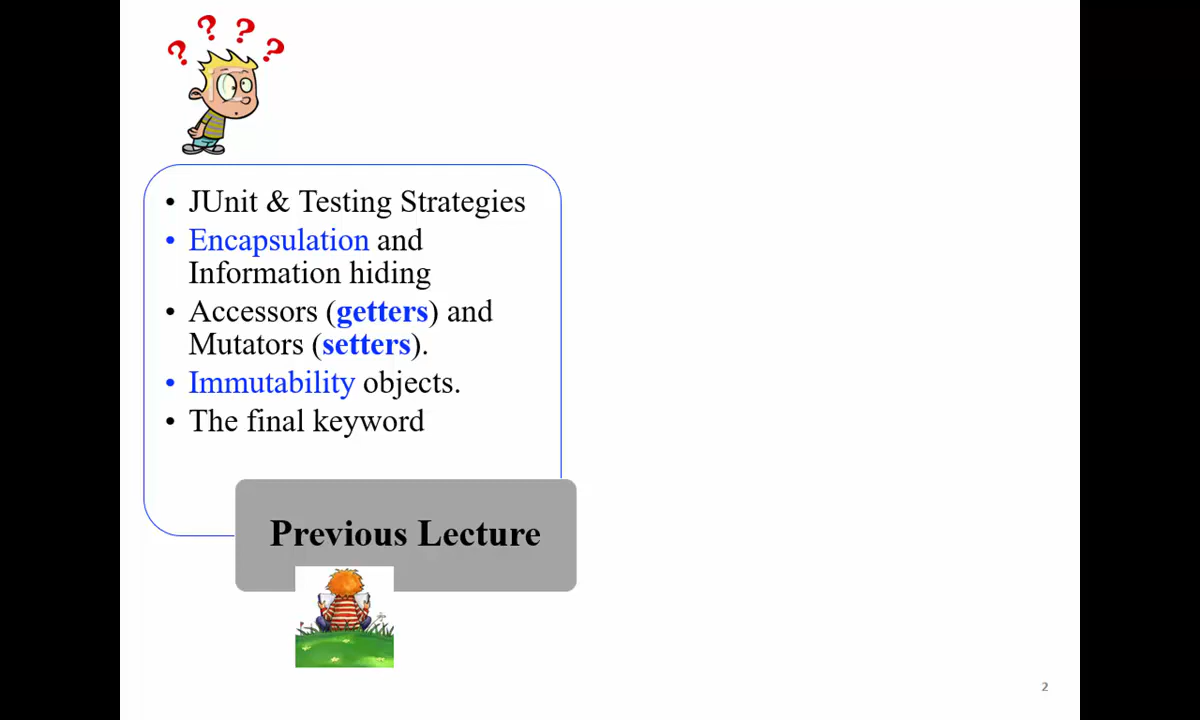 ? ? ? ?
• JUnit & Testing Strategies
• Encapsulation and
Information hiding
• Accessors (getters) and
Mutators (setters).
• Immutability objects.
• The final keyword
Previous Lecture
2